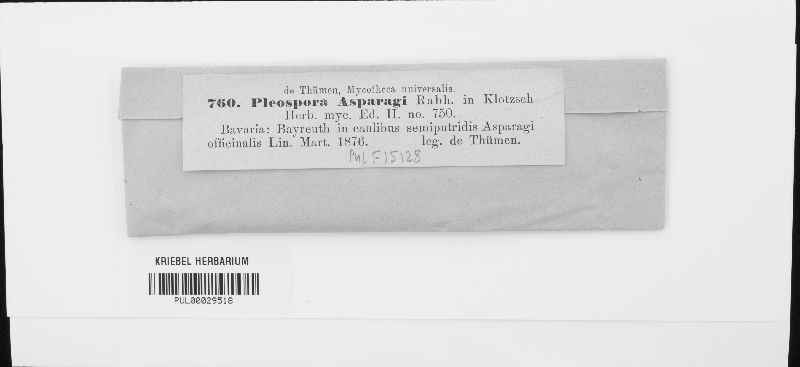 de Thümen, Mycotheca universalis.
760. Pleospora Asparagi Rabh. in Klotzsch
Herb. myc. Ed. II. no. 750.
Bavaria: Bayreuth in caulibus semiputridis Asparagi
officinalis Lin. Mart. 1876. leg. de Thümen.
PUL F15128
KRIEBEL HERBARIUM
PUL00029518